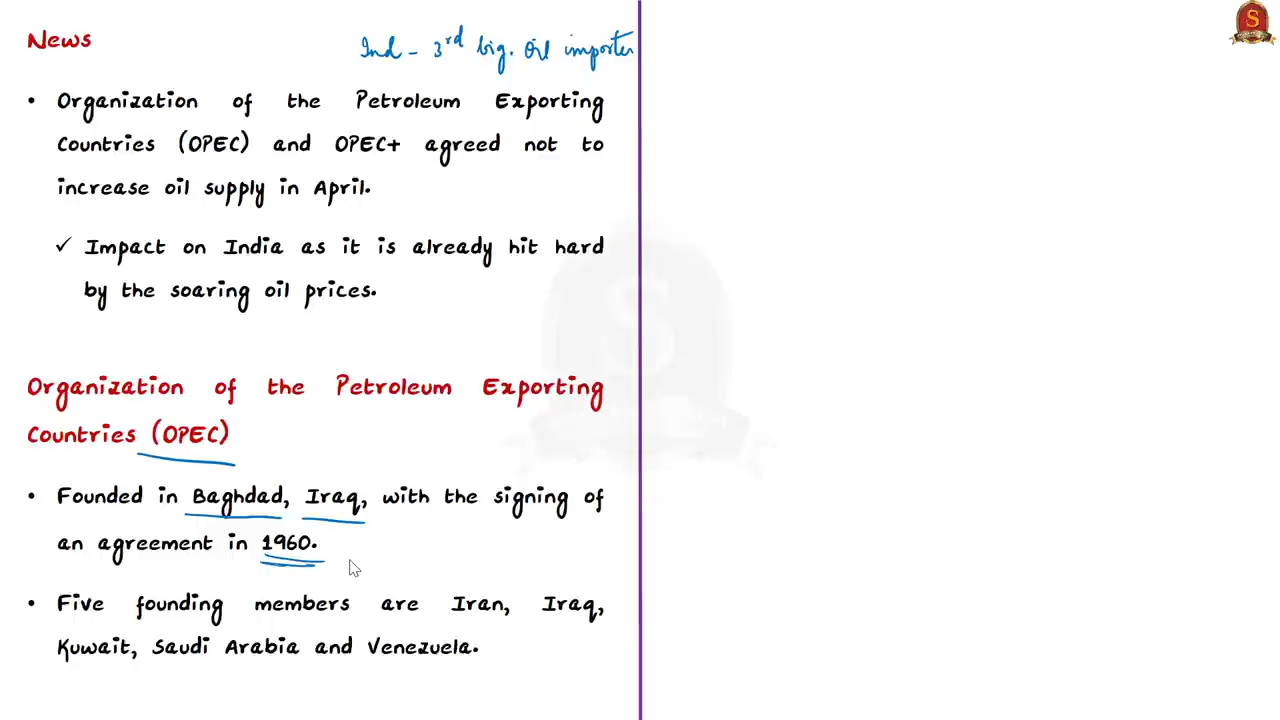 News
Ind - 3rd big. oil importer
• Organization of the Petroleum Exporting
Countries (OPEC) and OPEC+ agreed not to
increase oil supply in April.
✓ Impact on India as it is already hit hard
by the soaring oil prices.
Organization of the Petroleum Exporting
Countries (OPEC)
• Founded in Baghdad, Iraq, with the signing of
an agreement in 1960.
• Five founding members are Iran, Iraq,
Kuwait, Saudi Arabia and Venezuela.
S